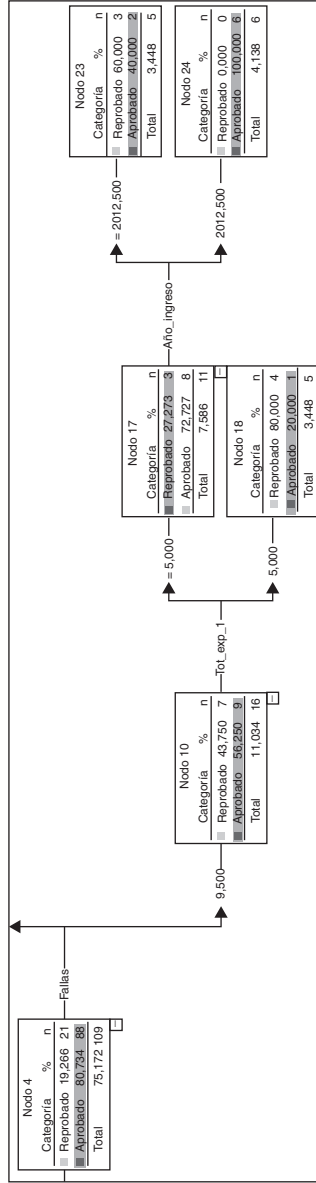 Nodo 4
Categoría % n
Reprobado 19,266 21
Aprobado 80,734 88
Total 75,172 109
Fallas
9,500
Nodo 10
Categoría % n
Reprobado 43,750 7
Aprobado 56,250 9
Total 11,034 16
Tot_exp_1
= 5,000
5,000
Nodo 17
Categoría % n
Reprobado 27,273 3
Aprobado 72,727 8
Total 7,586 11
Nodo 18
Categoría % n
Reprobado 80,000 4
Aprobado 20,000 1
Total 3,448 5
Año_ingreso
= 2012,500
2012,500
Nodo 23
Categoría % n
Reprobado 60,000 3
Aprobado 40,000 2
Total 3,448 5
Nodo 24
Categoría % n
Reprobado 0,000 0
Aprobado 100,000 6
Total 4,138 6